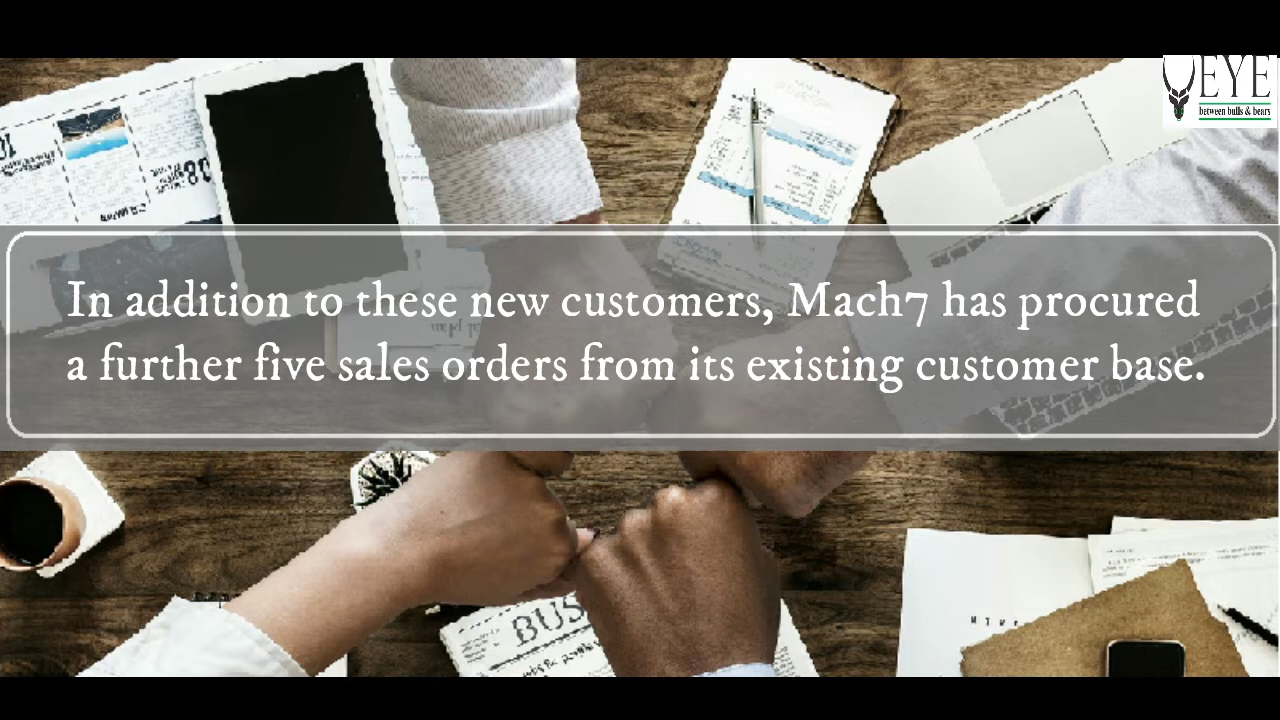 EYE
between bulls & bears
In addition to these new customers, Mach7 has procured
a further five sales orders from its existing customer base.
BUS